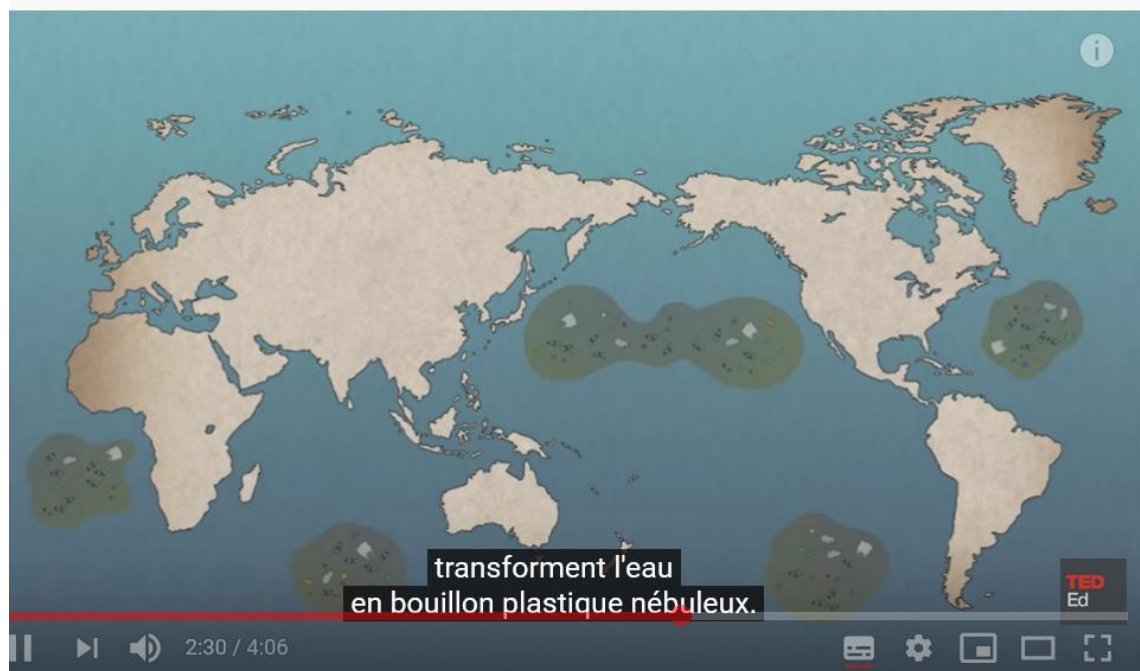 transforment l'eau
en bouillon plastique nébuleux.
TED
Ed
2:30 / 4:06